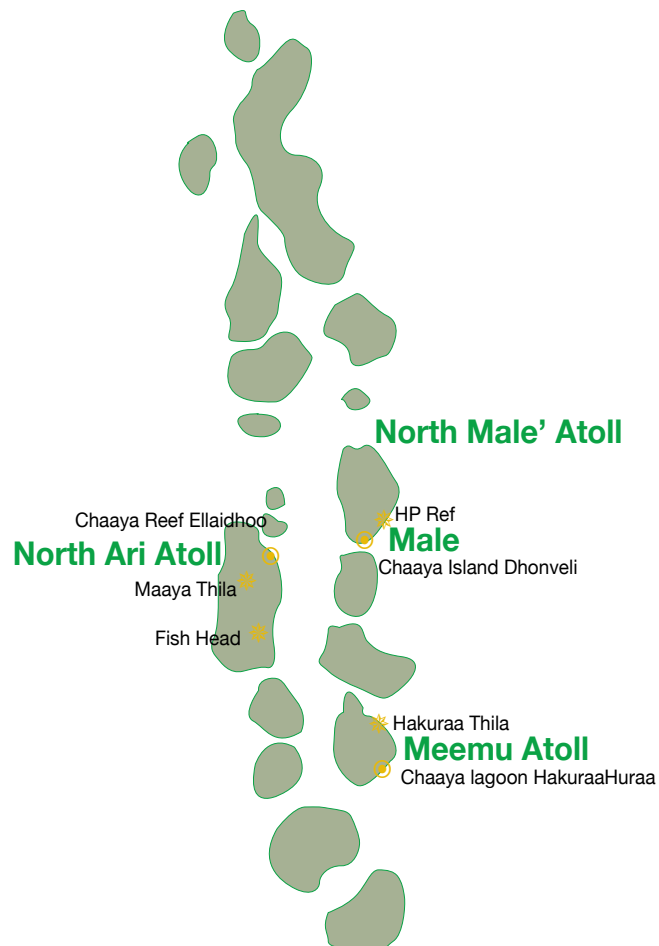 North Male’ Atoll
HP Ref
Chaaya Reef Ellaidhoo
Male
North Ari Atoll
Chaaya Island Dhonveli
Maaya Thila
Fish Head
Hakuraa Thila
Meemu Atoll
Chaaya lagoon HakuraaHuraa